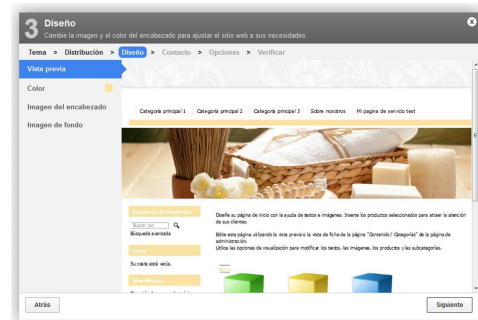 3 Diseño
Cambie la imagen y el color del encabezado para ajustar el sitio web a sus necesidades.
Tema > Distribución > Diseño > Contacto > Opciones > Verificar
Vista previa
Color
Imagen del encabezado
Imagen de fondo
Categoría principal 1 Categoría principal 2 Categoría principal 3 Sobre nosotros Mi pagina de servicio test
Búsqueda de productos
Buscar por
Búsqueda avanzada
Cesta
Su cesta está vacía.
Diseñe su página de inicio con la ayuda de textos e imágenes. Inserte los productos seleccionados para atraer la atención
de sus clientes.
Edite esta página utilizando la vista previa o la vista de ficha de la página "Contenido/ Categorías" de la página de
administración.
Utilice las opciones de visualización para modificar los textos, las imágenes, los productos y las subcategorías.
Atrás
Siguiente